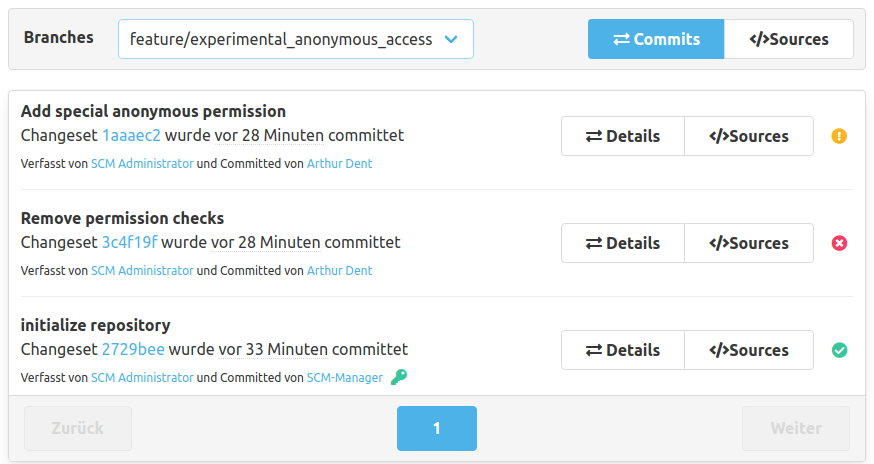 Branches feature/experimental_anonymous_access Commits </>Sources
Add special anonymous permission
Changeset 1aaaec2 wurde vor 28 Minuten committet
Details </>Sources
Verfasst von SCM Administrator und Committed von Arthur Dent
Remove permission checks
Changeset 3c4f19f wurde vor 28 Minuten committet
Details </>Sources
Verfasst von SCM Administrator und Committed von Arthur Dent
initialize repository
Changeset 2729bee wurde vor 33 Minuten committet
Details </>Sources
Verfasst von SCM Administrator und Committed von SCM-Manager
Zurück 1 Weiter